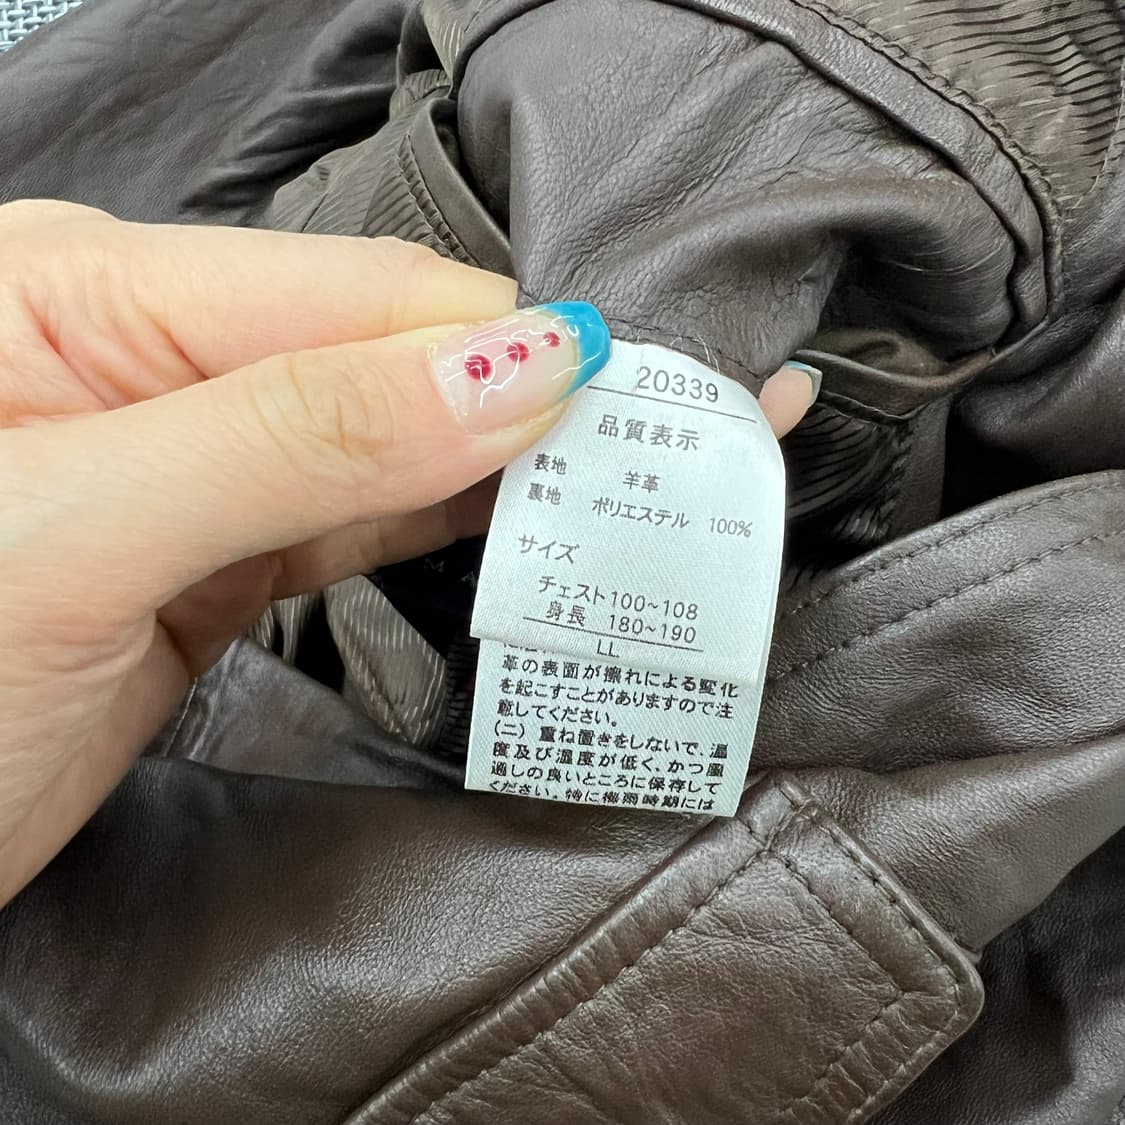 20339
品質表示
表地 羊革
裏地 ポリエステル 100%
サイズ
チェスト100~108
身長 180~190
LL
革の表面が擦れによる変化
を起こすことがありますので注
意してください。
(ニ) 重ね置きをしないで、温
度及び湿度が低く、かつ風
通しの良いところに保存して
ください。特に梅雨時期には
M A